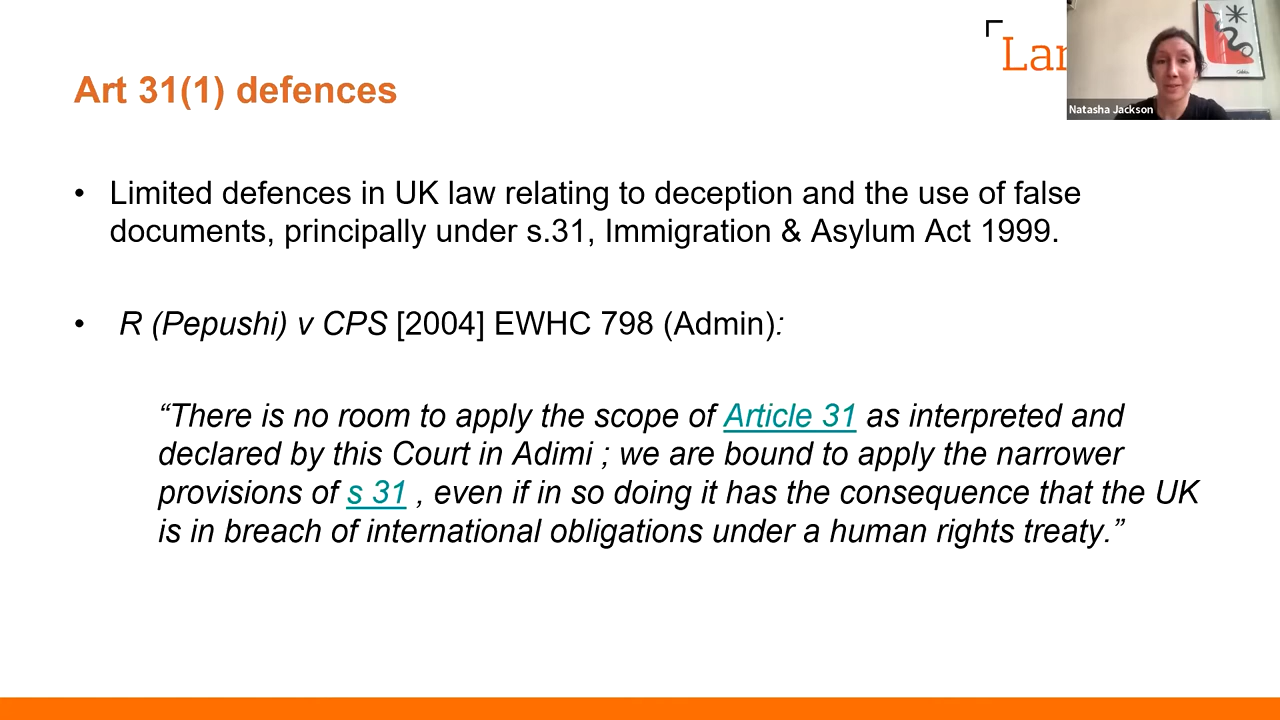 Lan
Art 31(1) defences
Natasha Jackson
• Limited defences in UK law relating to deception and the use of false
documents, principally under s.31, Immigration & Asylum Act 1999.
• R (Pepushi) v CPS [2004] EWHC 798 (Admin):
“There is no room to apply the scope of Article 31 as interpreted and
declared by this Court in Adimi ; we are bound to apply the narrower
provisions of s 31 , even if in so doing it has the consequence that the UK
is in breach of international obligations under a human rights treaty.”